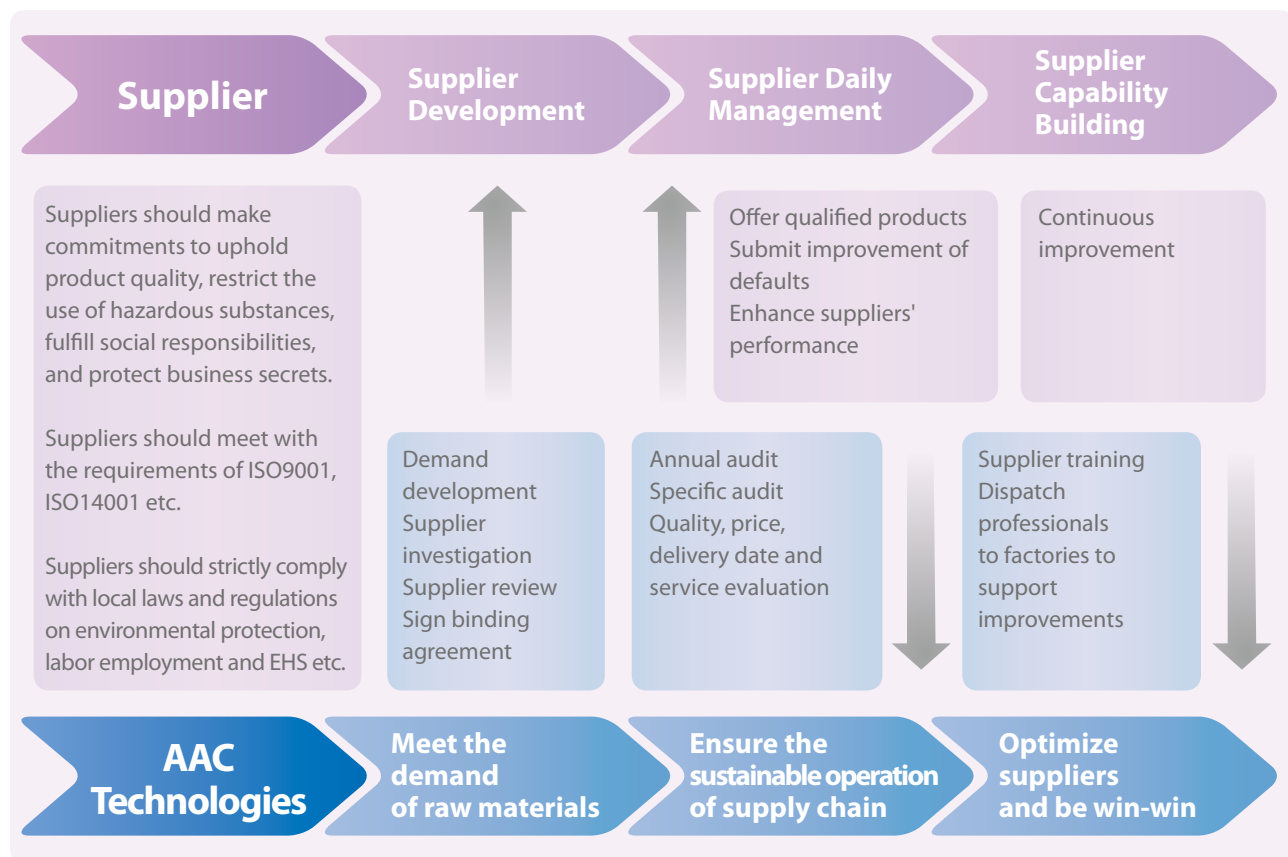 Supplier
Supplier
Development
Supplier Daily
Management
Supplier
Capability
Building
Suppliers should make
commitments to uphold
product quality, restrict the
use of hazardous substances,
fulfill social responsibilities,
and protect business secrets.
Suppliers should meet with
the requirements of ISO9001,
ISO14001 etc.
Suppliers should strictly comply
with local laws and regulations
on environmental protection,
labor employment and EHS etc.
Offer qualified products
Submit improvement of
defaults
Enhance suppliers'
performance
Continuous
improvement
Demand
development
Supplier
investigation
Supplier review
Sign binding
agreement
Annual audit
Specific audit
Quality, price,
delivery date and
service evaluation
Supplier training
Dispatch
professionals
to factories to
support
improvements
AAC
Technologies
Meet the
demand
of raw materials
Ensure the
sustainable operation
of supply chain
Optimize
suppliers
and be win-win